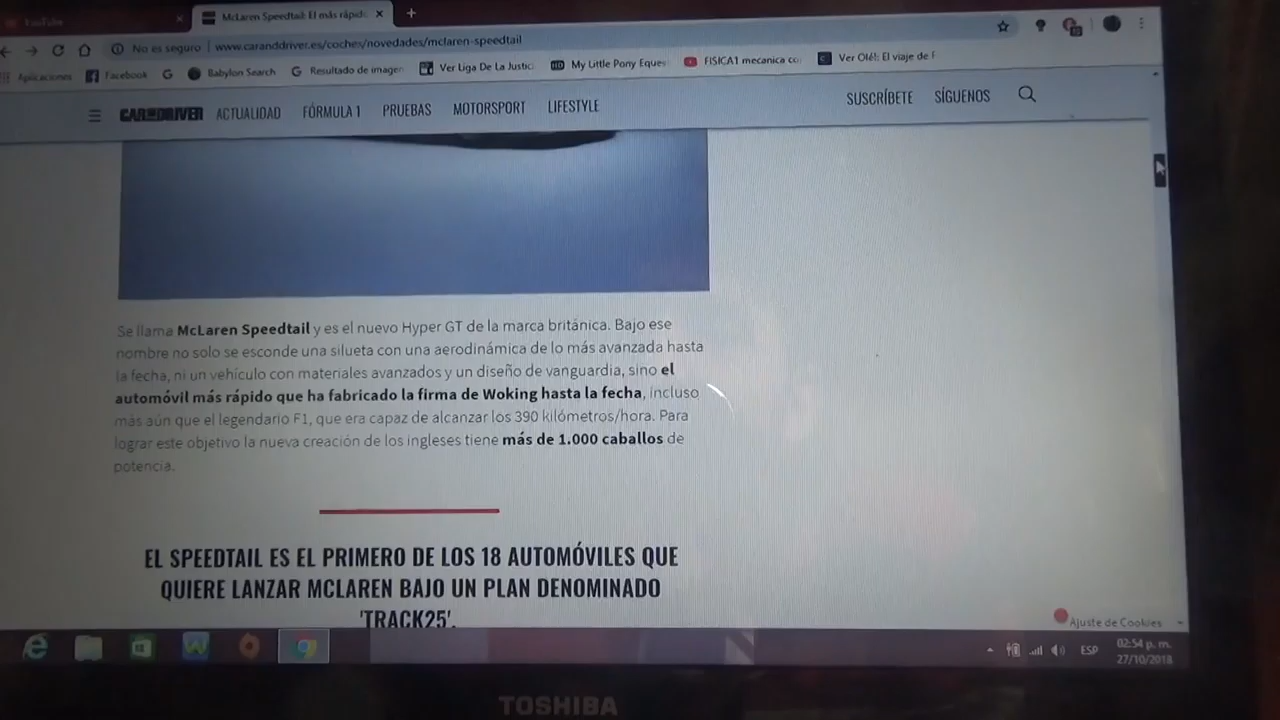 YouTube
McLaren Speedtail: El más rápido
No es seguro | www.caranddriver.es/coches/novedades/mclaren-speedtail
Aplicaciones Facebook Babylon Search Resultado de imagen Ver Liga De La Justic My Little Pony Eques FISICA1 mecanica co Ver Olé!: El viaje de F
CAR AND DRIVER ACTUALIDAD FÓRMULA 1 PRUEBAS MOTORSPORT LIFESTYLE SUSCRÍBETE SÍGUENOS
Se llama McLaren Speedtail y es el nuevo Hyper GT de la marca británica. Bajo ese
nombre no solo se esconde una silueta con una aerodinámica de lo más avanzada hasta
la fecha, ni un vehículo con materiales avanzados y un diseño de vanguardia, sino el
automóvil más rápido que ha fabricado la firma de Woking hasta la fecha, incluso
más aún que el legendario F1, que era capaz de alcanzar los 390 kilómetros/hora. Para
lograr este objetivo la nueva creación de los ingleses tiene más de 1.000 caballos de
potencia.
EL SPEEDTAIL ES EL PRIMERO DE LOS 18 AUTOMÓVILES QUE
QUIERE LANZAR MCLAREN BAJO UN PLAN DENOMINADO
'TRACK25'.
Ajuste de Cookies
ESP
02:54 p. m.
27/10/2018
TOSHIBA